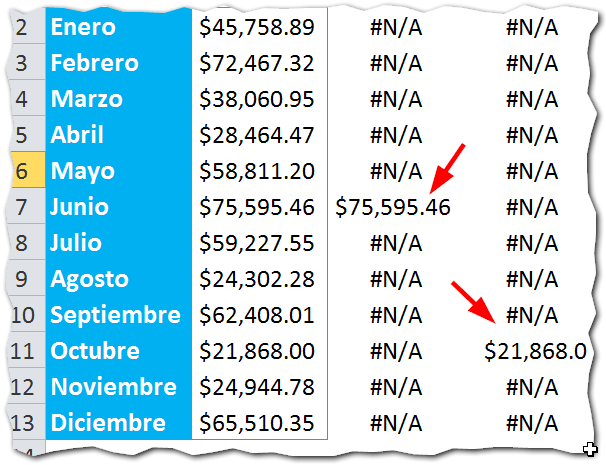 2 Enero $45,758.89 #N/A #N/A
3 Febrero $72,467.32 #N/A #N/A
4 Marzo $38,060.95 #N/A #N/A
5 Abril $28,464.47 #N/A #N/A
6 Mayo $58,811.20 #N/A #N/A
7 Junio $75,595.46 $75,595.46 #N/A
8 Julio $59,227.55 #N/A #N/A
9 Agosto $24,302.28 #N/A #N/A
10 Septiembre $62,408.01 #N/A #N/A
11 Octubre $21,868.00 #N/A $21,868.0
12 Noviembre $24,944.78 #N/A #N/A
13 Diciembre $65,510.35 #N/A #N/A